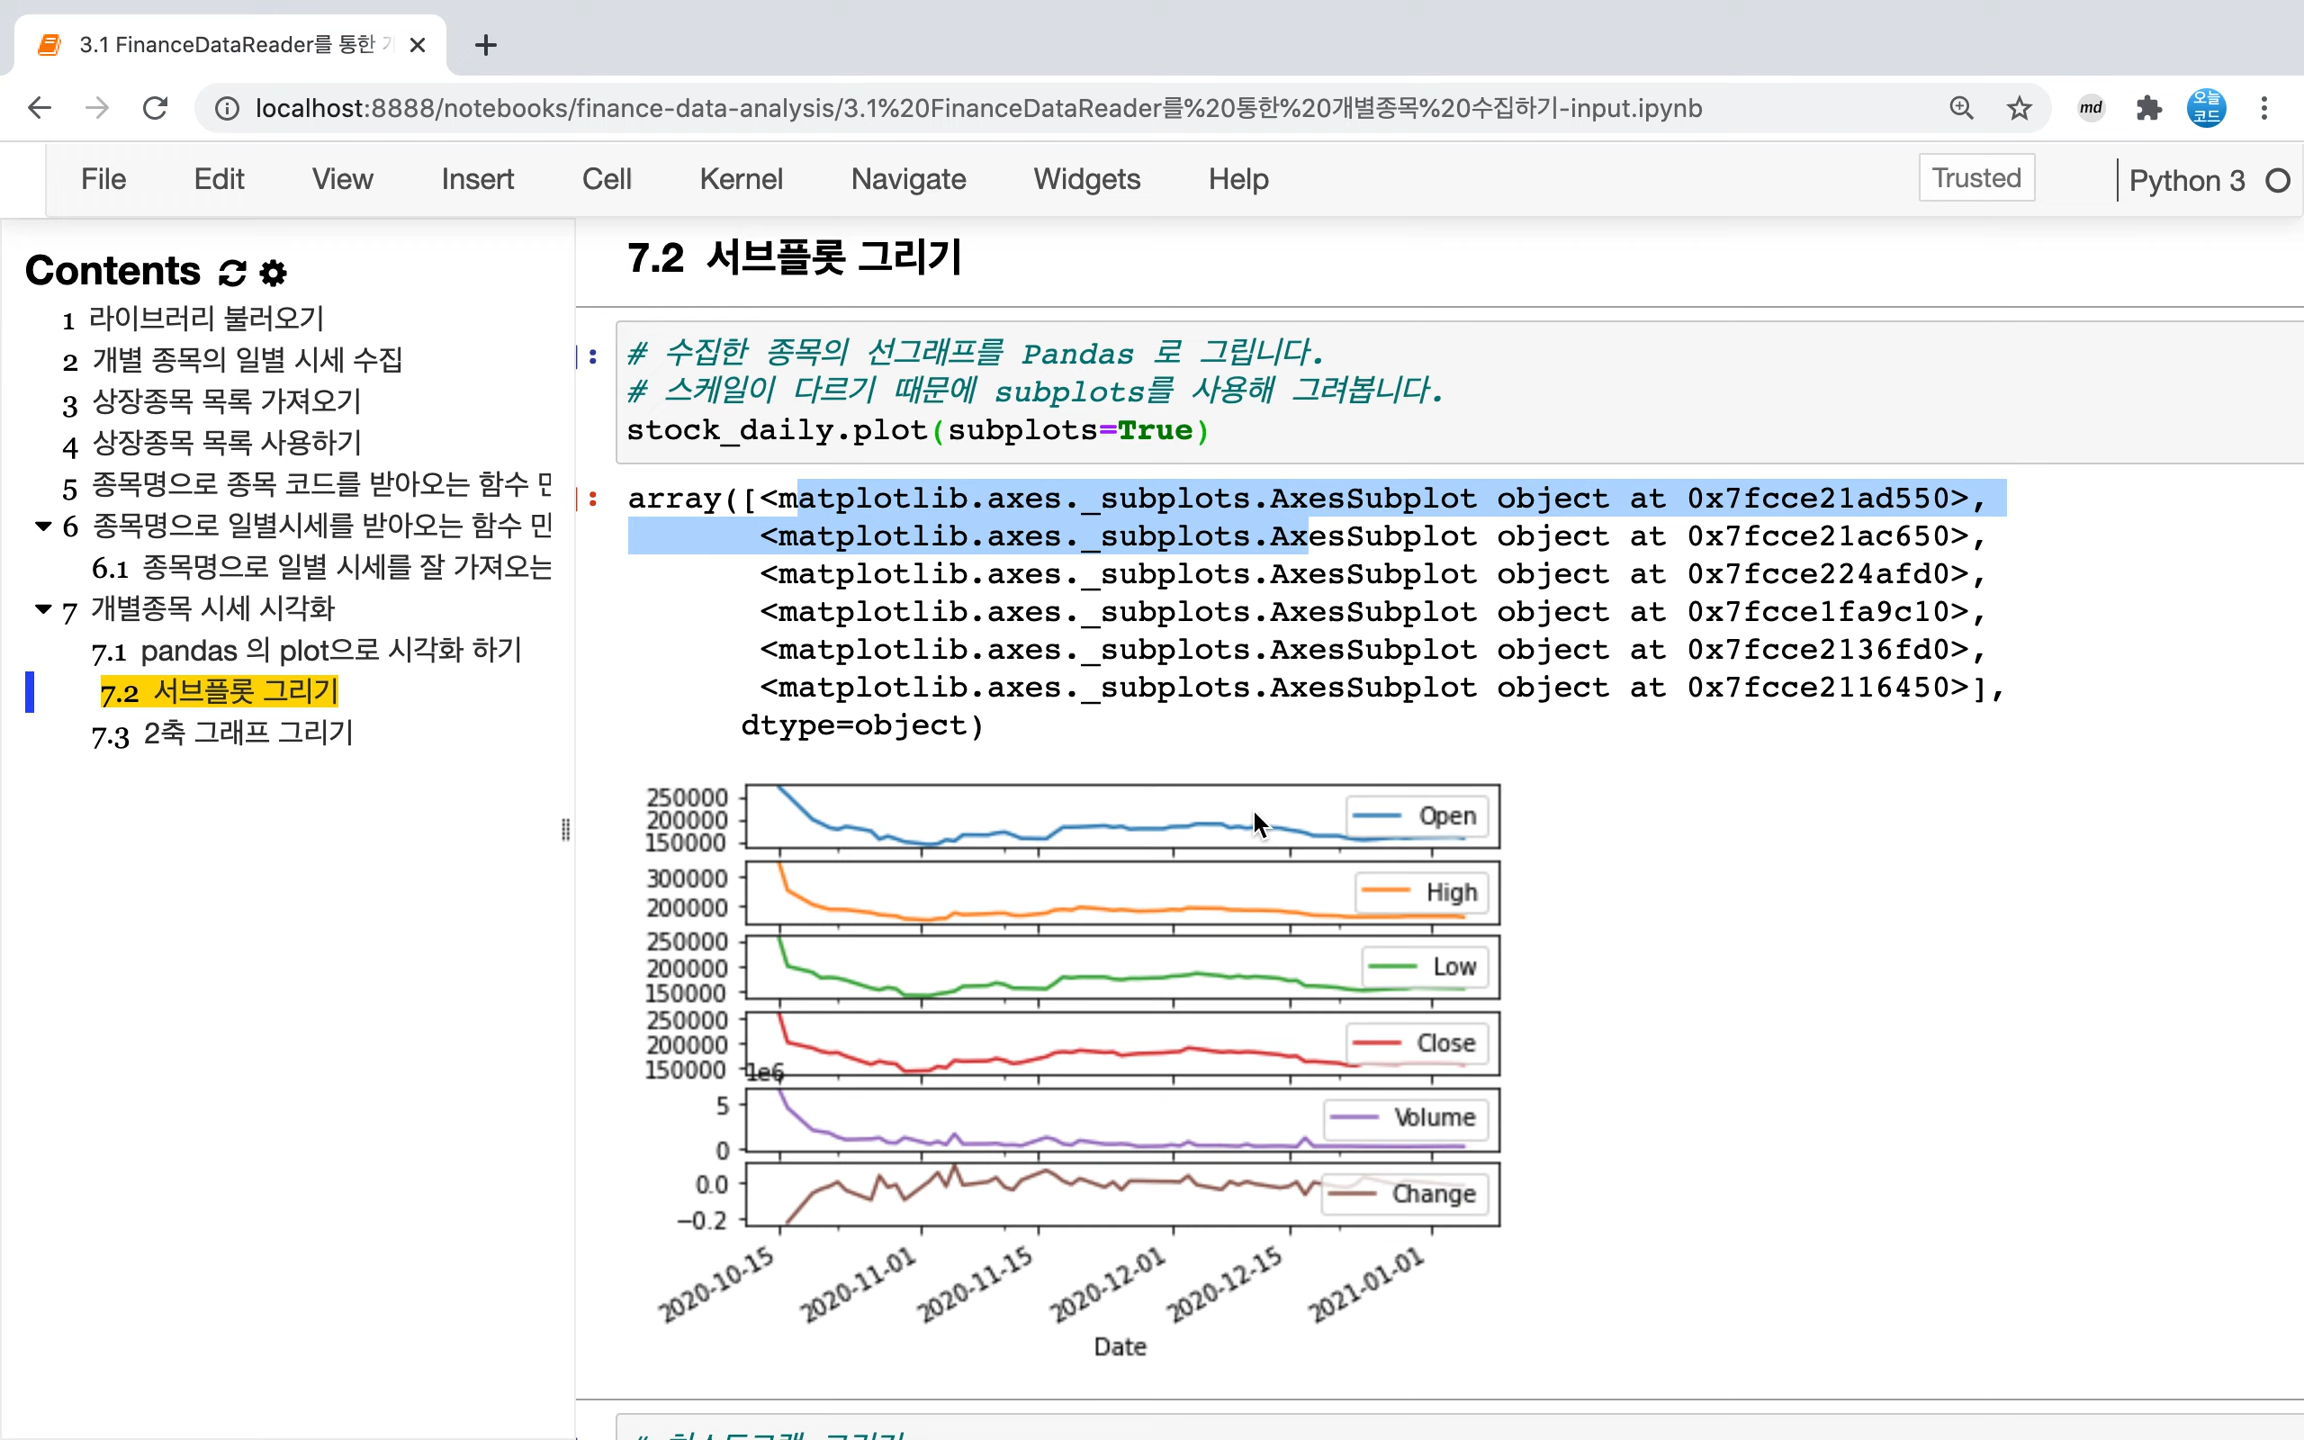 3.1 FinanceDataReader를 통한
localhost:8888/notebooks/finance-data-analysis/3.1%20FinanceDataReader를%20통한%20개별종목%20수집하기-input.ipynb
md
오늘
코드
File Edit View Insert Cell Kernel Navigate Widgets Help
Trusted
Python 3
Contents
1 라이브러리 불러오기
2 개별 종목의 일별 시세 수집
3 상장종목 목록 가져오기
4 상장종목 목록 사용하기
5 종목명으로 종목 코드를 받아오는 함수
6 종목명으로 일별시세를 받아오는 함수
6.1 종목명으로 일별 시세를 잘 가져오는
7 개별종목 시세 시각화
7.1 pandas 의 plot으로 시각화 하기
7.2 서브플롯 그리기
7.3 2축 그래프 그리기
7.2 서브플롯 그리기
# 수집한 종목의 선그래프를 Pandas 로 그립니다.
# 스케일이 다르기 때문에 subplots를 사용해 그려봅니다.
stock_daily.plot(subplots=True)
array([<matplotlib.axes._subplots.AxesSubplot object at 0x7fcce21ad550>,
<matplotlib.axes._subplots.AxesSubplot object at 0x7fcce21ac650>,
<matplotlib.axes._subplots.AxesSubplot object at 0x7fcce224afd0>,
<matplotlib.axes._subplots.AxesSubplot object at 0x7fcce1fa9c10>,
<matplotlib.axes._subplots.AxesSubplot object at 0x7fcce2136fd0>,
<matplotlib.axes._subplots.AxesSubplot object at 0x7fcce2116450>],
dtype=object)
250000
200000
150000
Open
300000
200000
High
250000
200000
150000
Low
250000
200000
150000
Close
1e6
5
0
Volume
0.0
−0.2
Change
2020-10-15 2020-11-01 2020-11-15 2020-12-01 2020-12-15 2021-01-01
Date